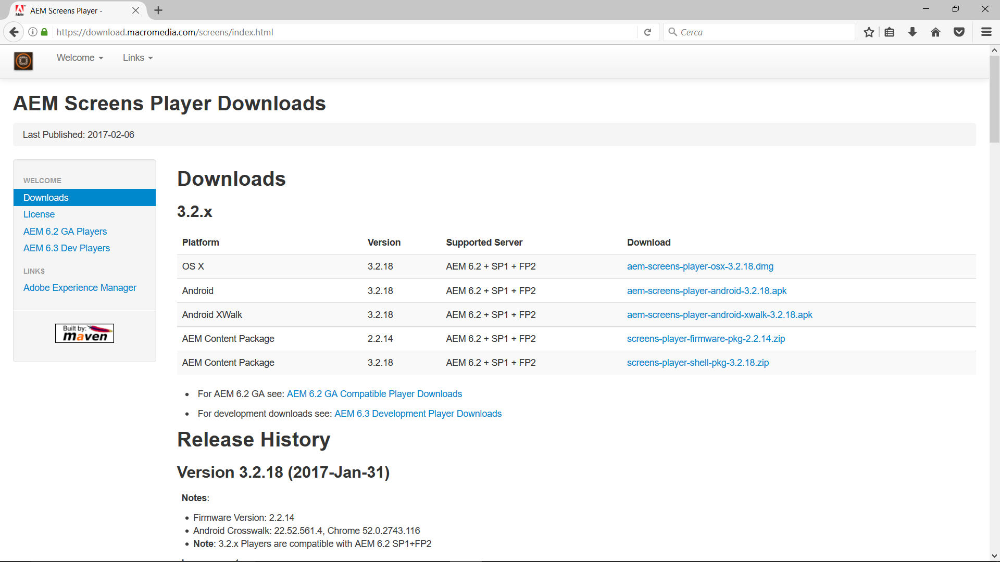 AEM Screens Player -
https://download.macromedia.com/screens/index.html
Cerca
Welcome
Links
AEM Screens Player Downloads
Last Published: 2017-02-06
WELCOME
Downloads
License
AEM 6.2 GA Players
AEM 6.3 Dev Players
LINKS
Adobe Experience Manager
Built by:
maven
Downloads
3.2.x
Platform Version Supported Server Download
OS X 3.2.18 AEM 6.2 + SP1 + FP2 aem-screens-player-osx-3.2.18.dmg
Android 3.2.18 AEM 6.2 + SP1 + FP2 aem-screens-player-android-3.2.18.apk
Android XWalk 3.2.18 AEM 6.2 + SP1 + FP2 aem-screens-player-android-xwalk-3.2.18.apk
AEM Content Package 2.2.14 AEM 6.2 + SP1 + FP2 screens-player-firmware-pkg-2.2.14.zip
AEM Content Package 3.2.18 AEM 6.2 + SP1 + FP2 screens-player-shell-pkg-3.2.18.zip
• For AEM 6.2 GA see: AEM 6.2 GA Compatible Player Downloads
• For development downloads see: AEM 6.3 Development Player Downloads
Release History
Version 3.2.18 (2017-Jan-31)
Notes:
• Firmware Version: 2.2.14
• Android Crosswalk: 22.52.561.4, Chrome 52.0.2743.116
• Note: 3.2.x Players are compatible with AEM 6.2 SP1+FP2